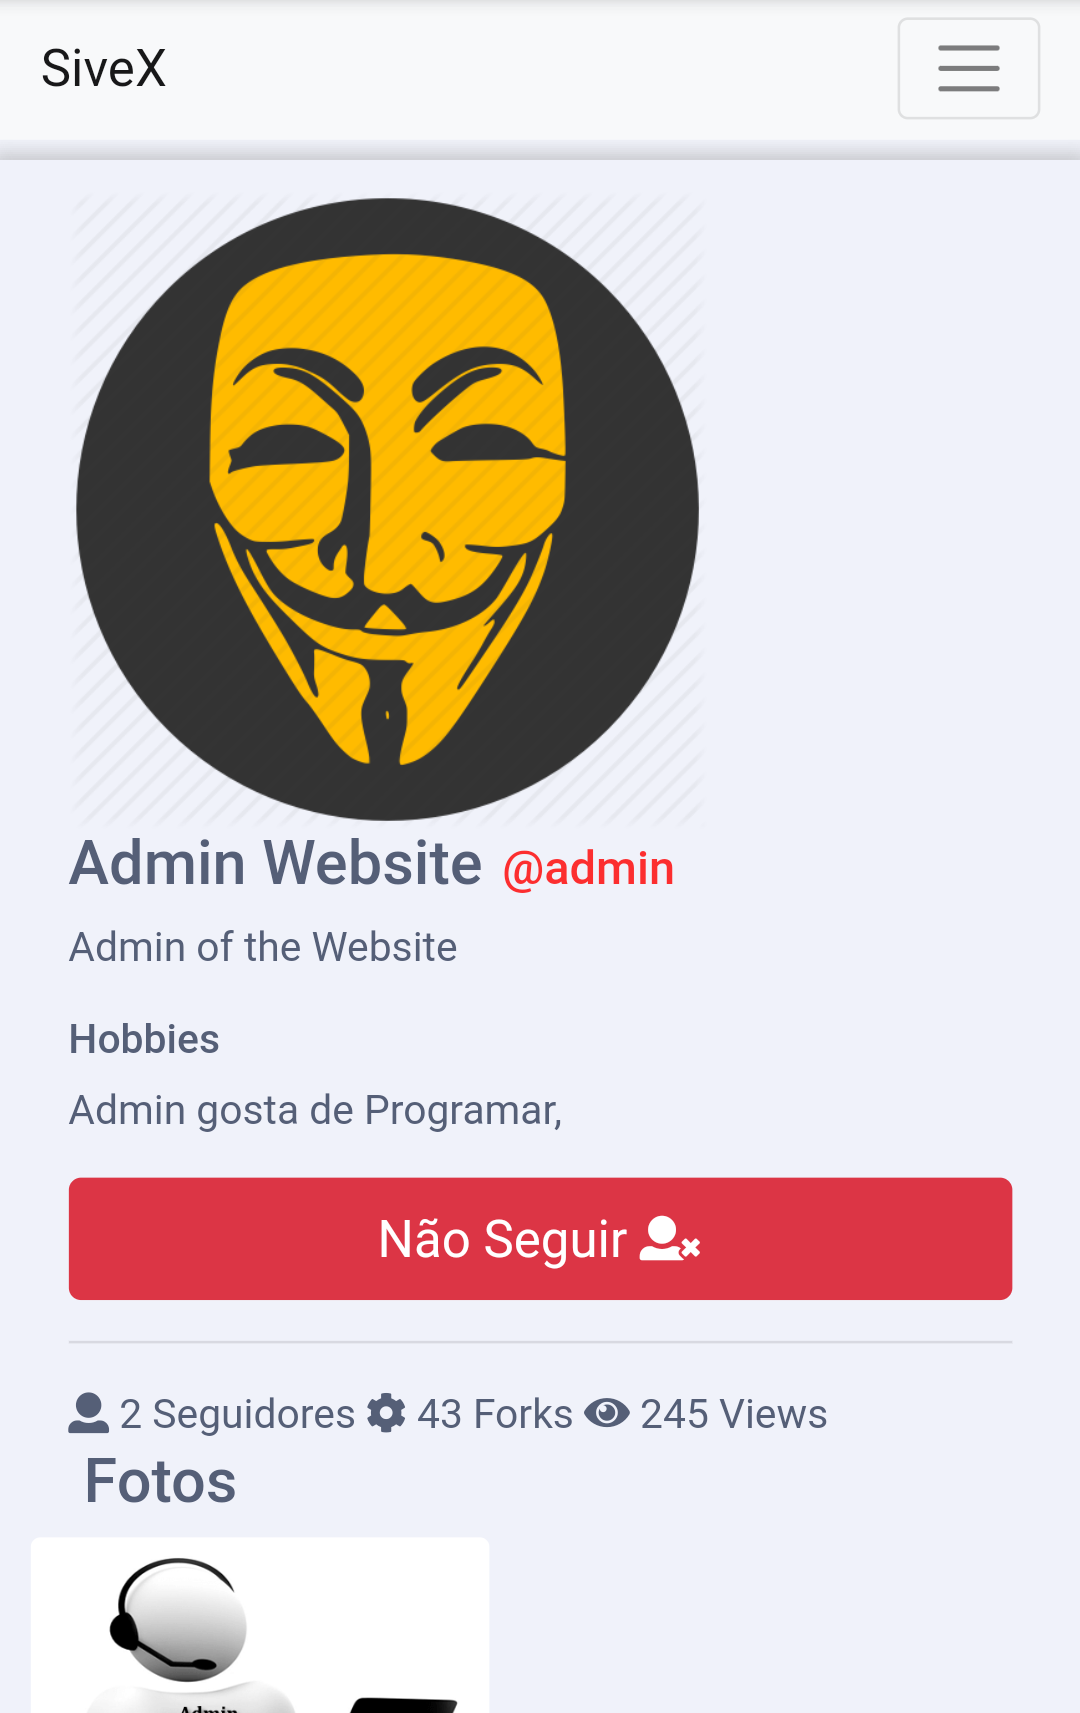 SiveX
Admin Website @admin
Admin of the Website
Hobbies
Admin gosta de Programar,
Não Seguir
2 Seguidores 43 Forks 245 Views
Fotos
Admin